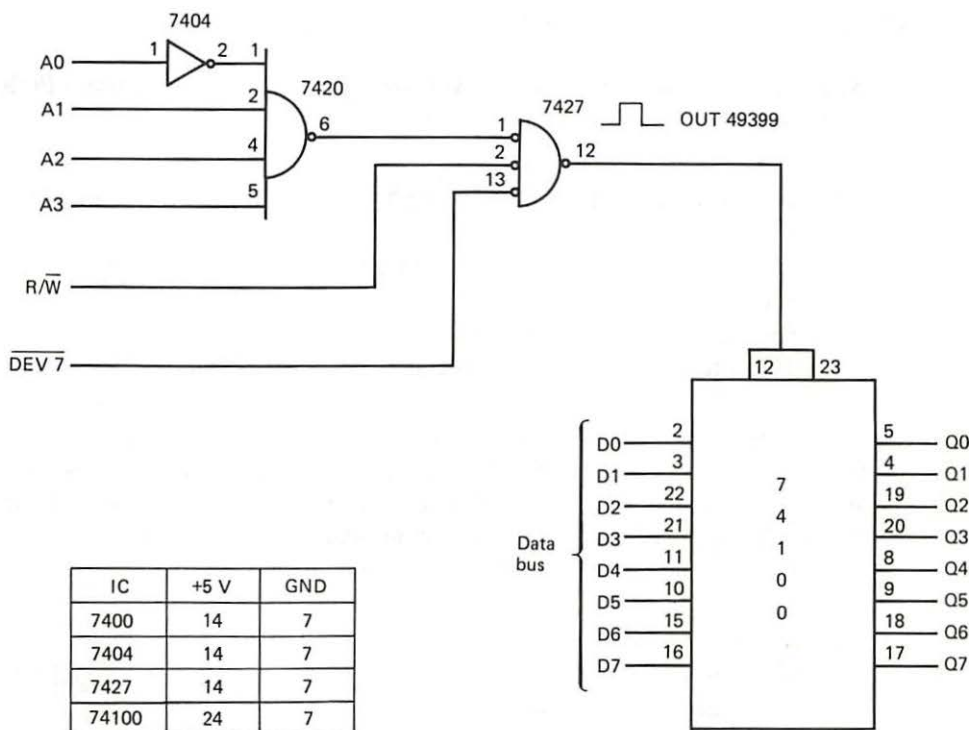 7404
A0
1
2
1
7420
A1
2
7427
OUT 49399
6
1
A2
4
2
12
13
A3
5
R/W̅
D̅E̅V̅ ̅7̅
12
23
D0
2
5
Q0
D1
3
4
Q1
D2
22
7
19
Q2
D3
21
4
20
Q3
Data
bus
1
D4
11
0
8
Q4
D5
10
0
9
Q5
D6
15
18
Q6
D7
16
17
Q7
IC +5 V GND
7400 14 7
7404 14 7
7427 14 7
74100 24 7